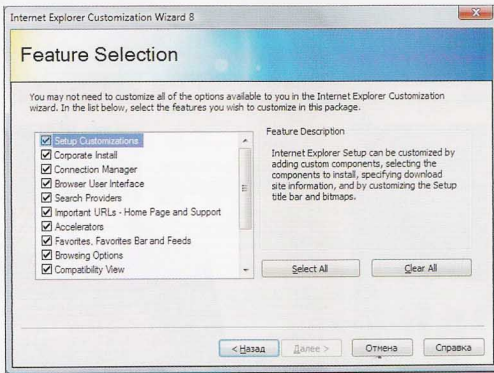 Internet Explorer Customization Wizard 8
Feature Selection
You may not need to customize all of the options available to you in the Internet Explorer Customization
wizard. In the list below, select the features you wish to customize in this package.
Setup Customizations
Corporate Install
Connection Manager
Browser User Interface
Search Providers
Important URLs - Home Page and Support
Accelerators
Favorites, Favorites Bar and Feeds
Browsing Options
Compatibility View
Feature Description
Internet Explorer Setup can be customized by
adding custom components, selecting the
components to install, specifying download
site information, and by customizing the Setup
title bar and bitmaps.
Select All
Clear All
< Назад
Далее >
Отмена
Справка